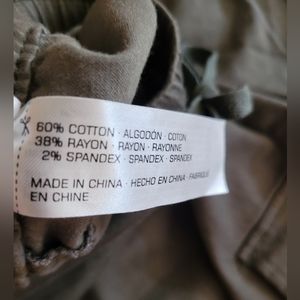 60% COTTON · ALGODÓN · COTON
38% RAYON · RAYON · RAYONNE
2% SPANDEX · SPANDEX · SPANDEX
MADE IN CHINA · HECHO EN CHINA · FABRIQUÉ
EN CHINE